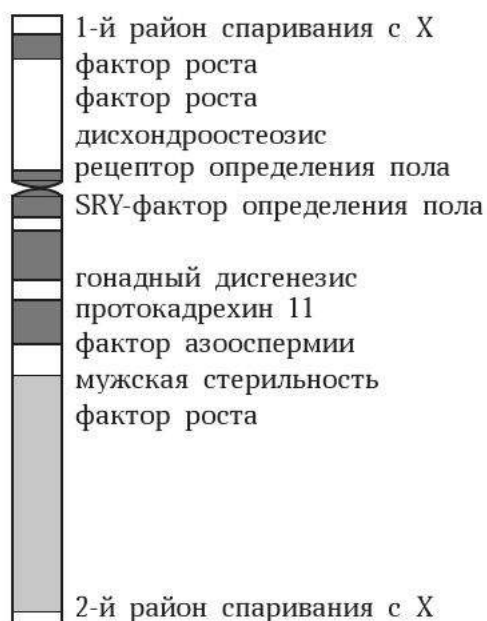 1-й район спаривания с X
фактор роста
фактор роста
дисхондроостеозис
рецептор определения пола
SRY-фактор определения пола
гонадный дисгенезис
протокадрехин 11
фактор азооспермии
мужская стерильность
фактор роста
2-й район спаривания с X